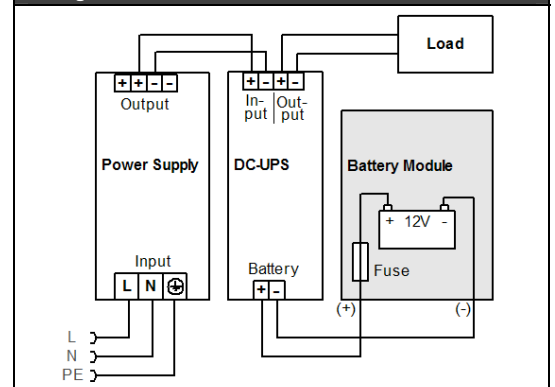 Load
+ + - -
Output
+ - + -
In- Out-
put put
Power Supply
DC-UPS
Battery Module
+ 12V -
Fuse
Input
L N
Battery
+ -
(+) (-)
L
N
PE